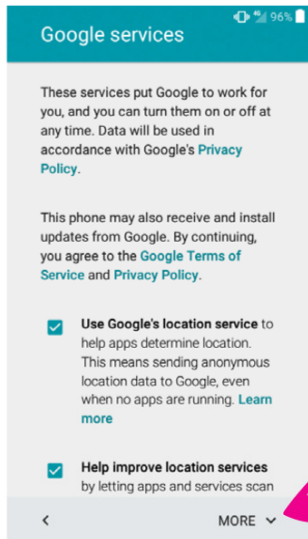 96%
Google services
These services put Google to work for
you, and you can turn them on or off at
any time. Data will be used in
accordance with Google's Privacy
Policy.
This phone may also receive and install
updates from Google. By continuing,
you agree to the Google Terms of
Service and Privacy Policy.
Use Google's location service to
help apps determine location.
This means sending anonymous
location data to Google, even
when no apps are running. Learn
more
Help improve location services
by letting apps and services scan
MORE